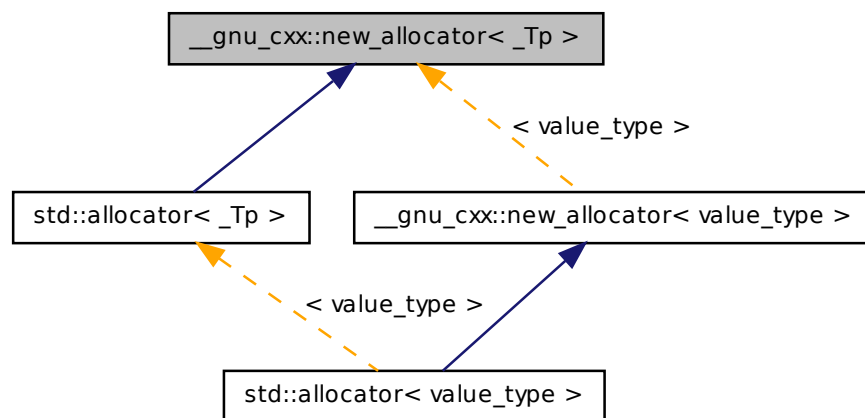 __gnu_cxx::new_allocator< _Tp >
< value_type >
std::allocator< _Tp >
__gnu_cxx::new_allocator< value_type >
< value_type >
std::allocator< value_type >